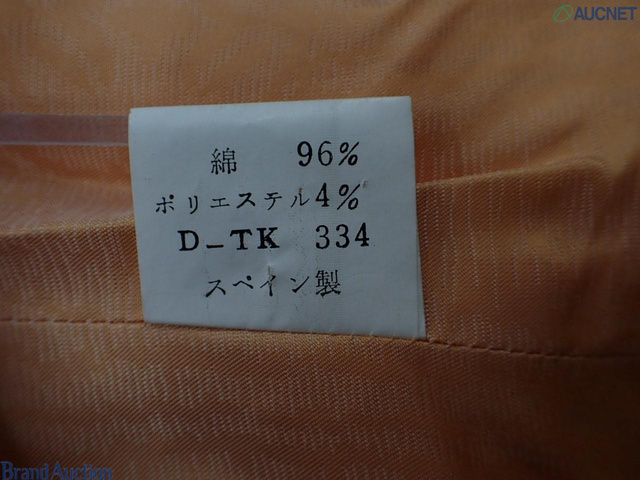 AUCNET
綿 96%
ポリエステル 4%
D-TK 334
スペイン製
Brand Auction